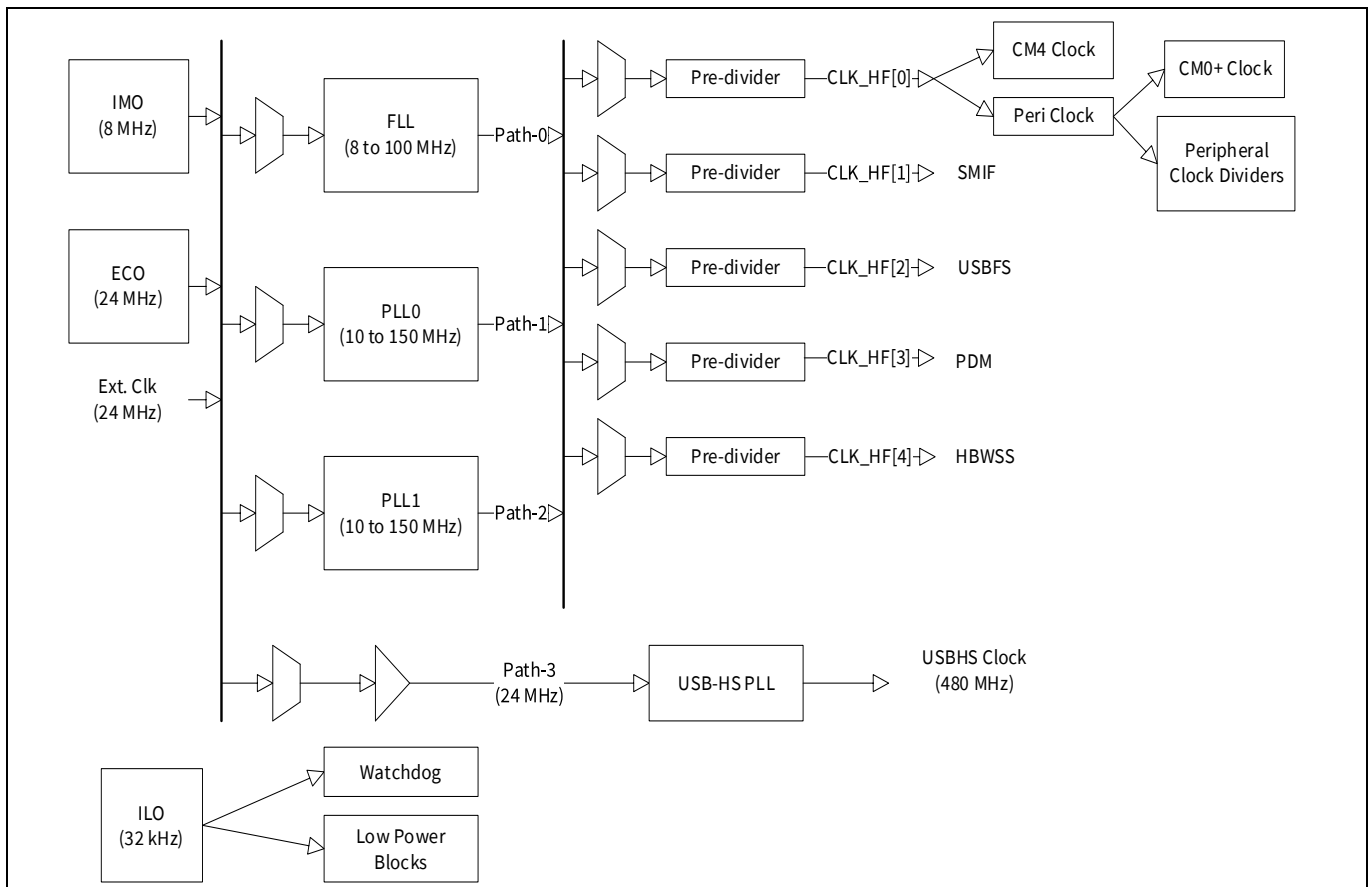 IMO
(8 MHz)
FLL
(8 to 100 MHz)
Path-0
Pre-divider
CLK_HF[0]
CM4 Clock
Peri Clock
CM0+ Clock
Peripheral
Clock Dividers
Pre-divider
CLK_HF[1]
SMIF
ECO
(24 MHz)
PLL0
(10 to 150 MHz)
Path-1
Pre-divider
CLK_HF[2]
USBFS
Pre-divider
CLK_HF[3]
PDM
Ext. Clk
(24 MHz)
Pre-divider
CLK_HF[4]
HBWSS
PLL1
(10 to 150 MHz)
Path-2
Path-3
(24 MHz)
USB-HS PLL
USBHS Clock
(480 MHz)
ILO
(32 kHz)
Watchdog
Low Power
Blocks